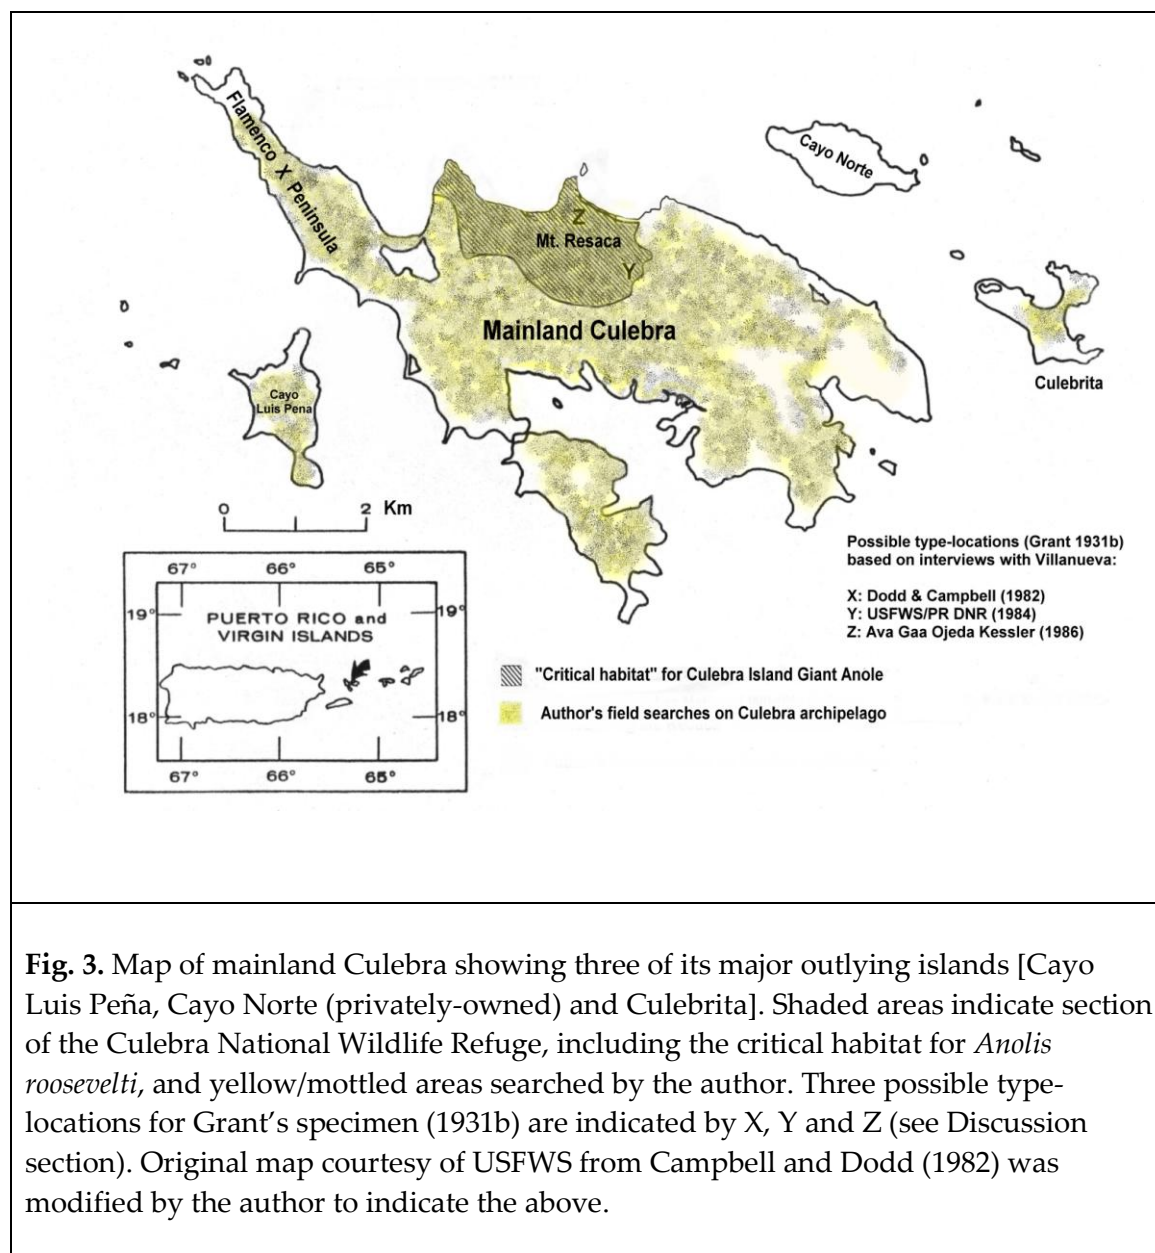 Flamenco X Peninsula
Cayo Norte
Z
Mt. Resaca
Y
Mainland Culebra
Culebrita
Cayo
Luis Pena
0 2 Km
67° 66° 65°
19° 19°
PUERTO RICO and
VIRGIN ISLANDS
18° 18°
67° 66° 65°
Possible type-locations (Grant 1931b)
based on interviews with Villanueva:
X: Dodd & Campbell (1982)
Y: USFWS/PR DNR (1984)
Z: Ava Gaa Ojeda Kessler (1986)
"Critical habitat" for Culebra Island Giant Anole
Author's field searches on Culebra archipelago
Fig. 3. Map of mainland Culebra showing three of its major outlying islands [Cayo
Luis Peña, Cayo Norte (privately-owned) and Culebrita]. Shaded areas indicate section
of the Culebra National Wildlife Refuge, including the critical habitat for Anolis
roosevelti, and yellow/mottled areas searched by the author. Three possible type-
locations for Grant’s specimen (1931b) are indicated by X, Y and Z (see Discussion
section). Original map courtesy of USFWS from Campbell and Dodd (1982) was
modified by the author to indicate the above.